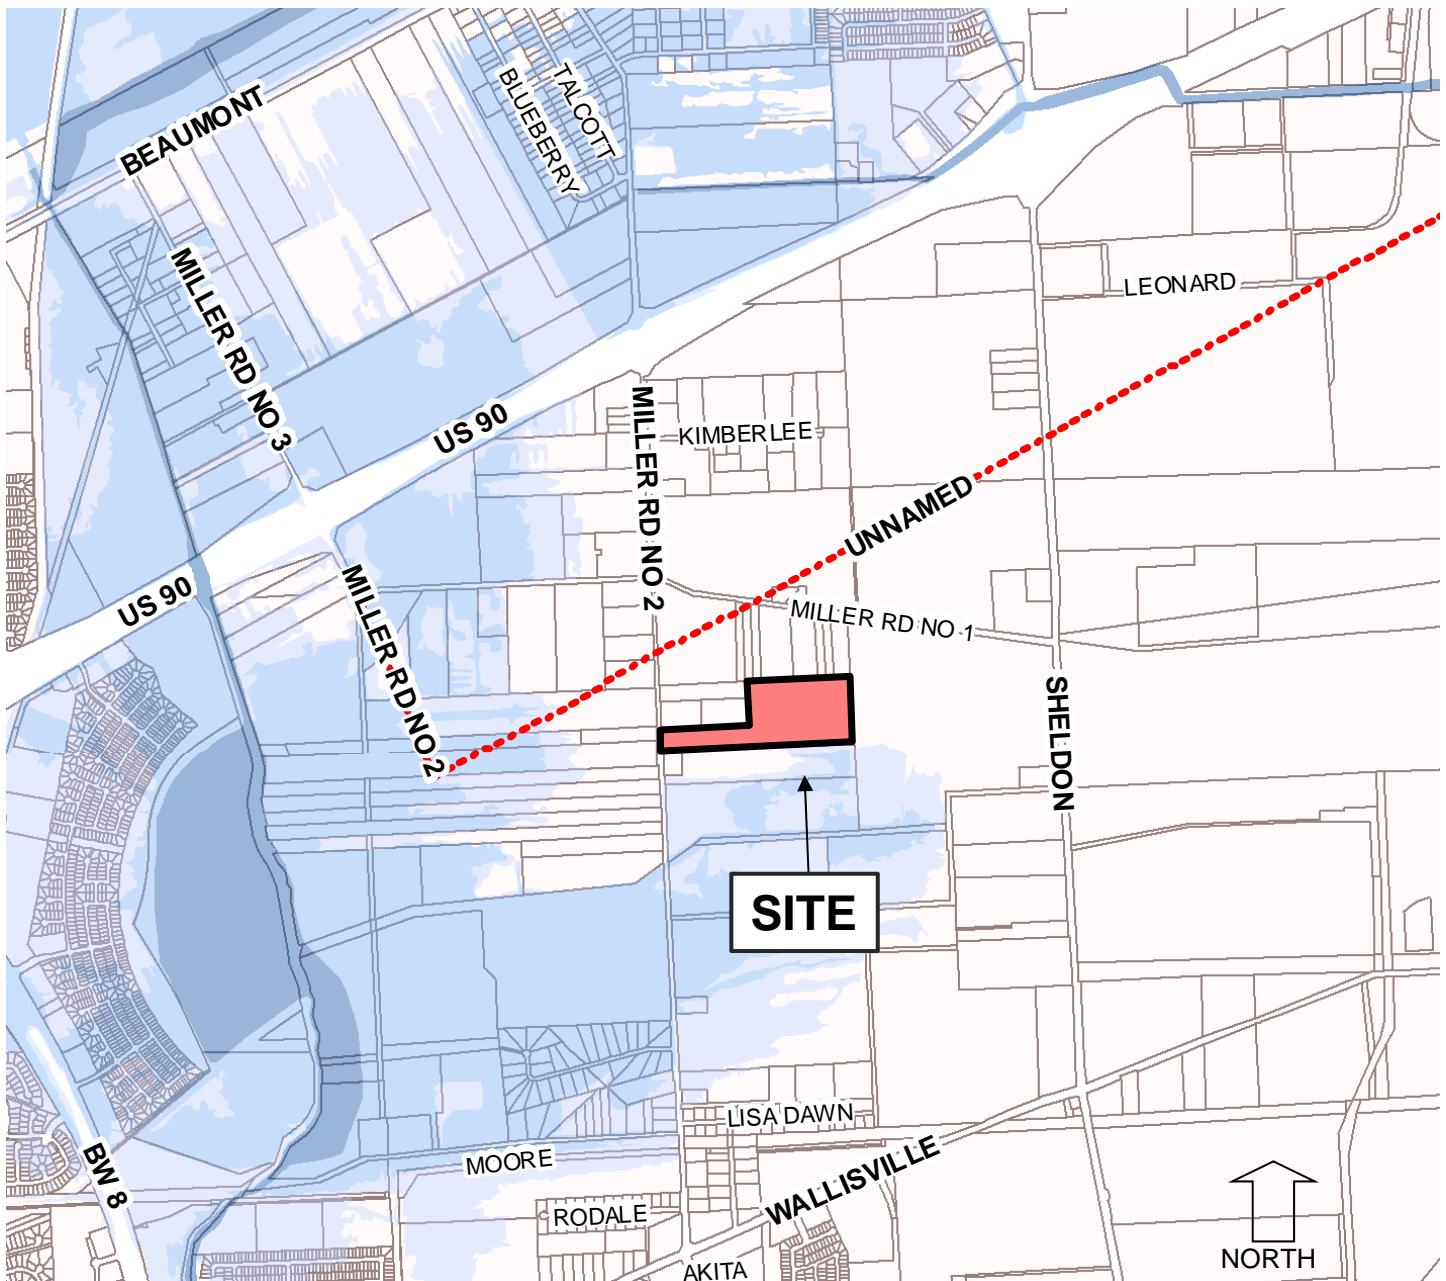 TALCOTT
BLUEBERRY
BEAUMONT
MILLER RD NO 3
LEONARD
US 90
MILLER RD NO 2
KIMBERLEE
UNNAMED
US 90
MILLER RD NO 2
MILLER RD NO 1
SHELDON
SITE
LISA DAWN
MOORE
WALLISVILLE
BW 8
RODALE
AKITA
NORTH